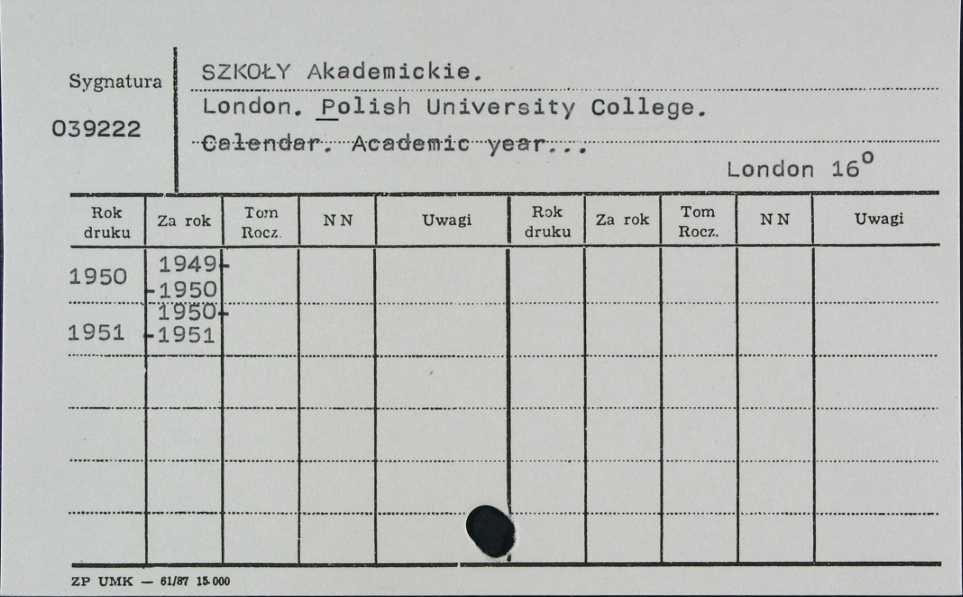 Sygnatura
039222
SZKOŁY Akademickie.
London. Polish University College.
Calendar. Academic year...
London 16°
Rok druku Za rok Tom Rocz. NN Uwagi Rok druku Za rok Tom Rocz. NN Uwagi
1950 1949-
-1950
1951 1950-
-1951
ZP UMK — 61/87 15.000